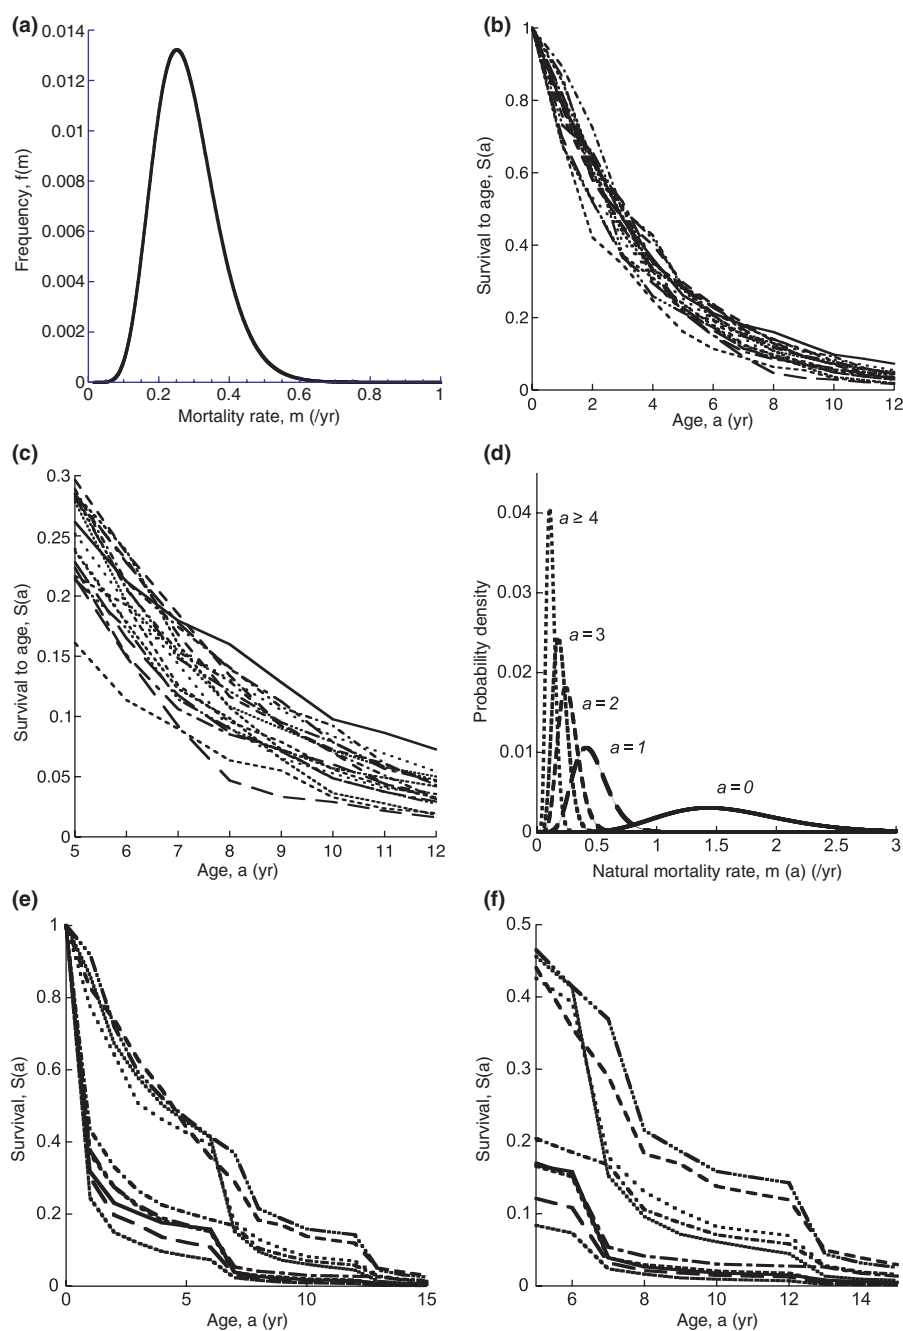 (a)
0.014
0.012
0.01
0.008
0.006
0.004
0.002
0
Frequency, f(m)
0 0.2 0.4 0.6 0.8 1
Mortality rate, m (/yr)
(b)
1
0.8
0.6
0.4
0.2
0
Survival to age, S(a)
0 2 4 6 8 10 12
Age, a (yr)
(c)
0.3
0.25
0.2
0.15
0.1
0.05
0
Survival to age, S(a)
5 6 7 8 9 10 11 12
Age, a (yr)
(d)
0.04
0.03
0.02
0.01
0
Probability density
a ≥ 4
a = 3
a = 2
a = 1
a = 0
0 0.5 1 1.5 2 2.5 3
Natural mortality rate, m (a) (/yr)
(e)
1
0.8
0.6
0.4
0.2
0
Survival, S(a)
0 5 10 15
Age, a (yr)
(f)
0.5
0.4
0.3
0.2
0.1
0
Survival, S(a)
6 8 10 12 14
Age, a (yr)